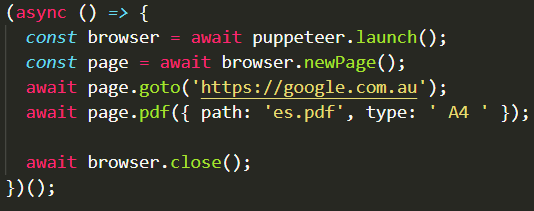 (async () => {
const browser = await puppeteer.launch();
const page = await browser.newPage();
await page.goto('https://google.com.au');
await page.pdf({ path: 'es.pdf', type: ' A4 ' });
await browser.close();
})();